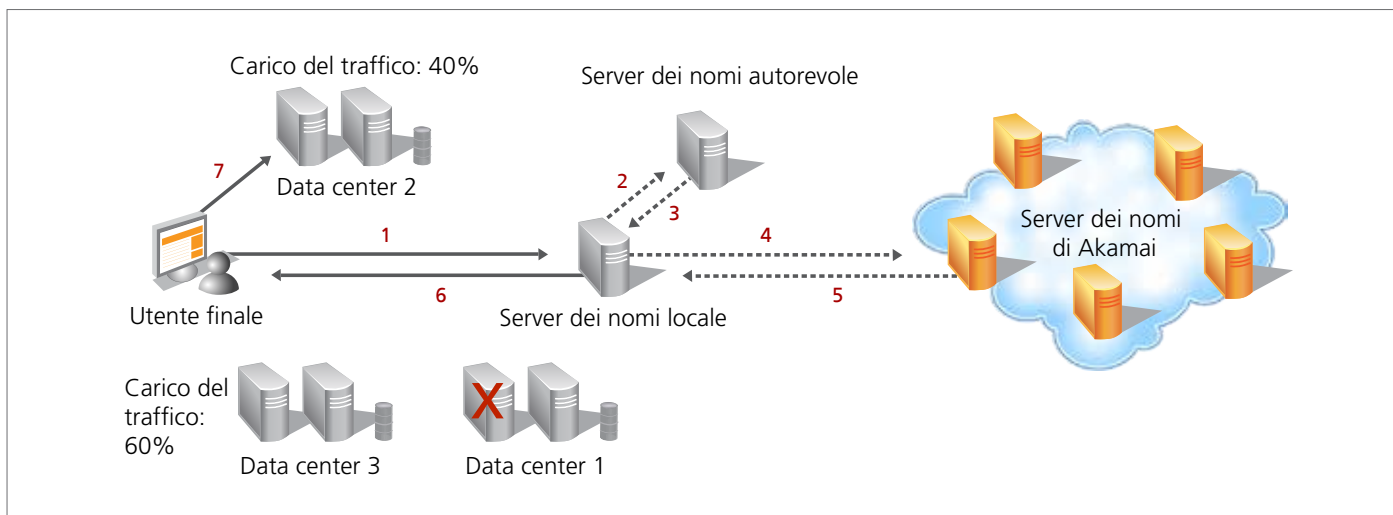 Carico del traffico: 40%
Server dei nomi autorevole
7
Data center 2
2
3
1
4
Server dei nomi
di Akamai
6
5
Utente finale
Server dei nomi locale
Carico del
traffico:
60%
X
Data center 3
Data center 1